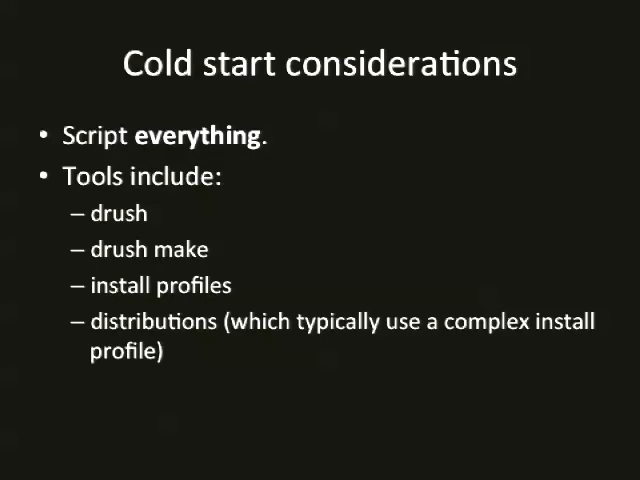 Cold start considerations
• Script everything.
• Tools include:
– drush
– drush make
– install profiles
– distributions (which typically use a complex install
profile)